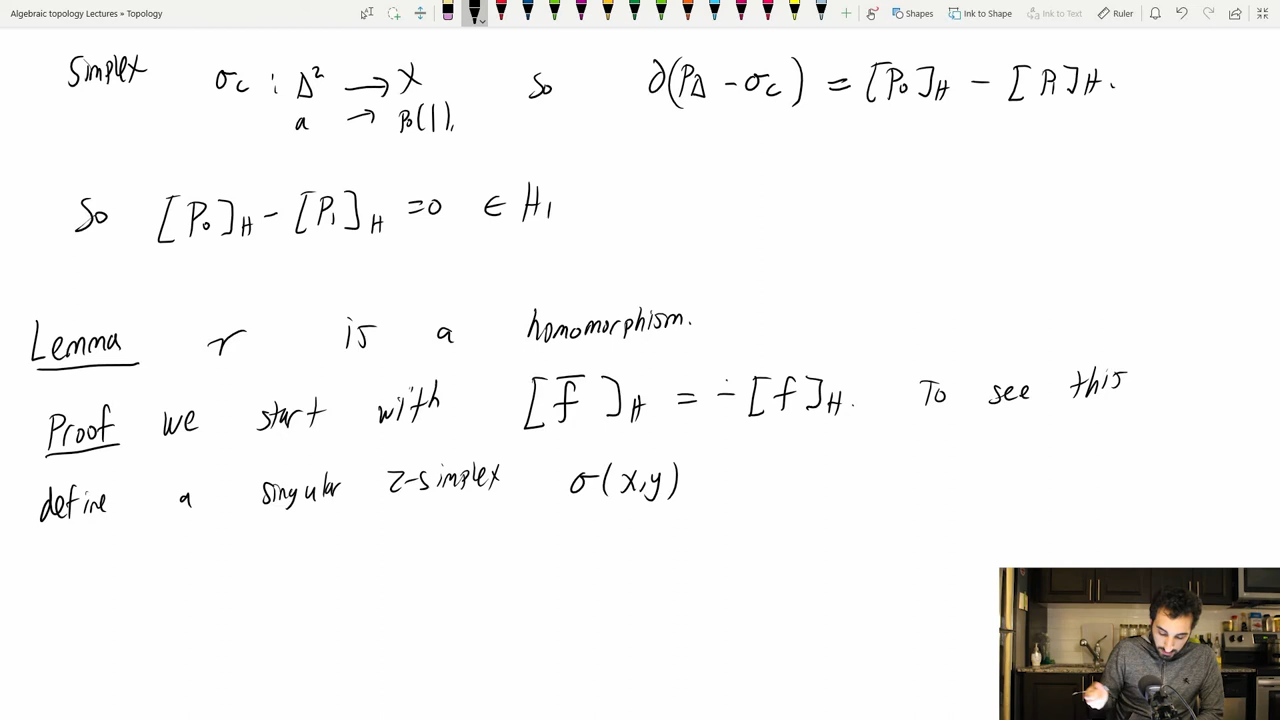 Algebraic topology Lectures » Topology
Shapes Ink to Shape Ink to Text Ruler
Simplex σc : Δ² → X so ∂(PΔ - σc) = [P₀]H - [P₁]H.
a → P₀(1).
So [P₀]H - [P₁]H = 0 ∈ H₁
Lemma r is a homomorphism.
Proof we start with [f̅]H = -[f]H. To see this
define a singular 2-simplex σ(x,y)